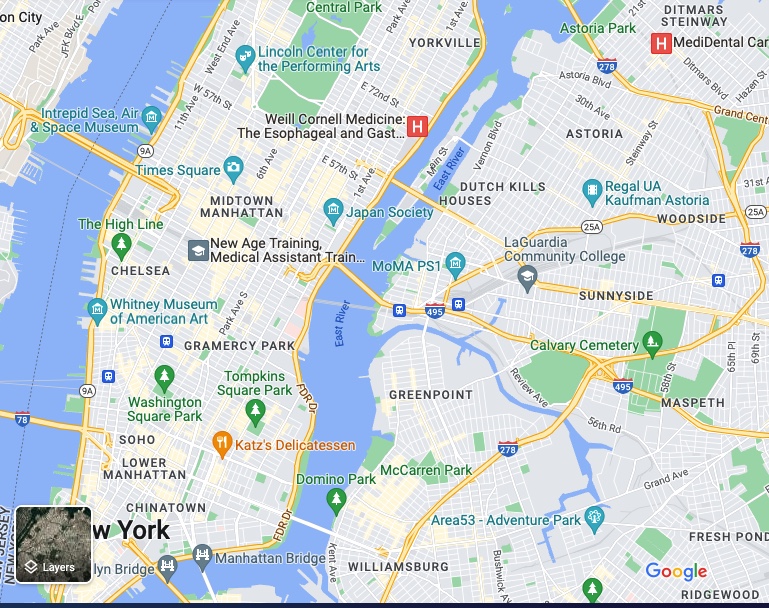 Central Park
Park Ave
1st Ave.
21st
DITMARS
STEINWAY
on City
JFK Blvd E
Park Ave
West End Ave
Astoria Park
YORKVILLE
H
MediDental Car
Lincoln Center for
the Performing Arts
278
Astoria Blvd
Ditmars Blvd
Hazen St
W 57th St
E 72nd St
30th Ave
11th Ave
Intrepid Sea, Air
& Space Museum
Weill Cornell Medicine:
The Esophageal and Gast...
H
Grand Cent
ASTORIA
Steinway St
9A
Main St
Vernon Blvd
East River
6th Ave
E 57th St
1st Ave.
Times Square
31st A
DUTCH KILLS
HOUSES
Regal UA
Kaufman Astoria
MIDTOWN
MANHATTAN
Japan Society
25A
WOODSIDE
25A
The High Line
New Age Training,
Medical Assistant Train...
LaGuardia
Community College
278
CHELSEA
MoMA PS1
SUNNYSIDE
Whitney Museum
of American Art
Park Ave S
East River
495
GRAMERCY PARK
Calvary Cemetery
65th Pl
69th St
58th St
Tompkins
Square Park
9A
FDR Dr
GREENPOINT
Review Ave
495
MASPETH
Washington
Square Park
78
56th Rd
SOHO
Katz's Delicatessen
278
LOWER
MANHATTAN
McCarren Park
Grand Ave
Domino Park
CHINATOWN
FDR Dr
Area53 - Adventure Park
w York
FRESH POND
NEW JERSEY
NEW YORK
Layers
lyn Bridge
Manhattan Bridge
Kent Ave
WILLIAMSBURG
Bushwick Av
Google
RIDGEWOOD